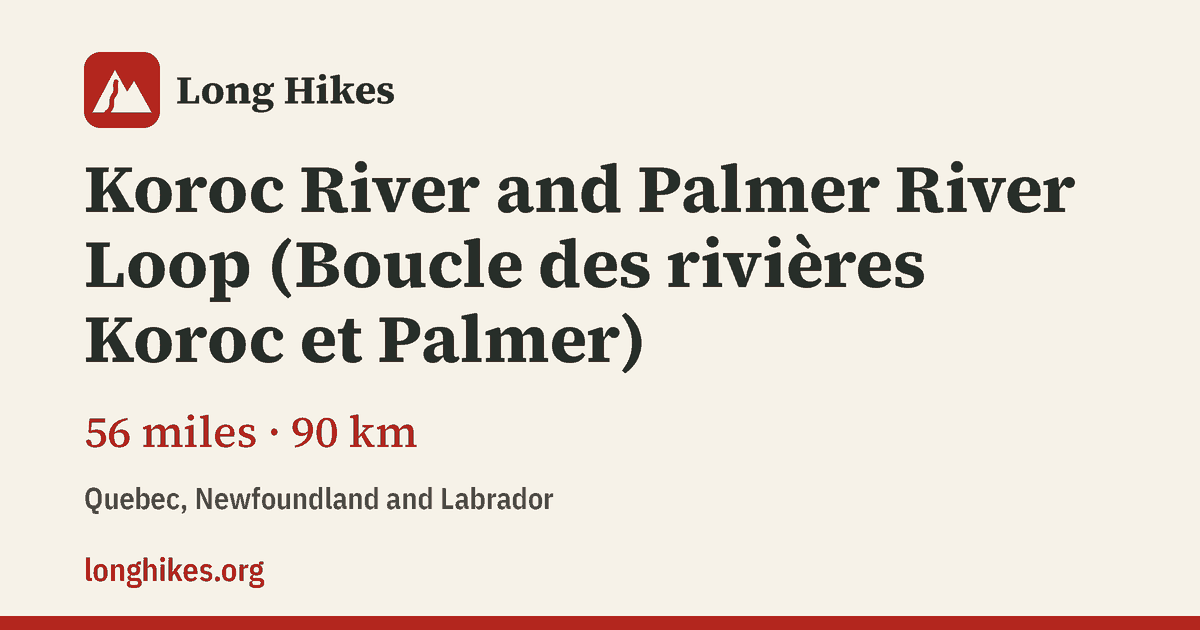 Long Hikes
Koroc River and Palmer River
Loop (Boucle des rivières
Koroc et Palmer)
56 miles · 90 km
Quebec, Newfoundland and Labrador
longhikes.org